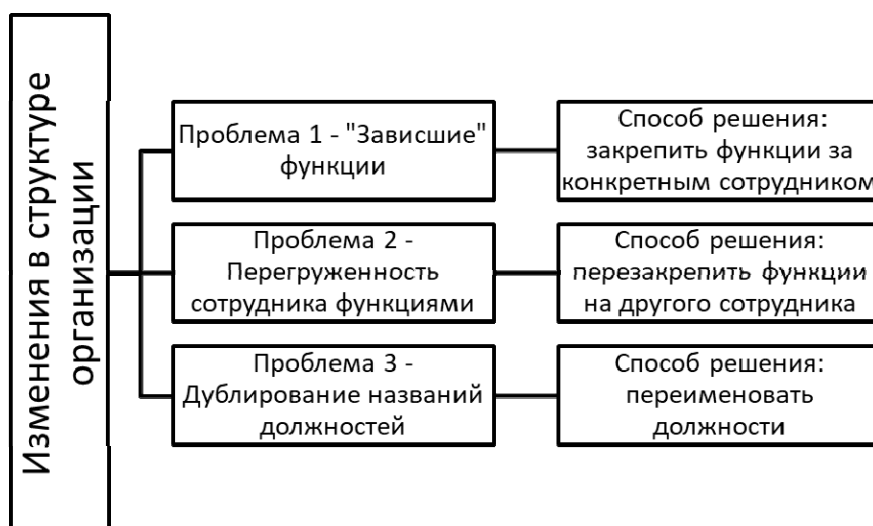 Изменения в структуре
организации
Проблема 1 - "Зависшие"
функции
Способ решения:
закрепить функции за
конкретным сотрудником
Проблема 2 -
Перегруженность
сотрудника функциями
Способ решения:
перезакрепить функции
на другого сотрудника
Проблема 3 -
Дублирование названий
должностей
Способ решения:
переименовать
должности